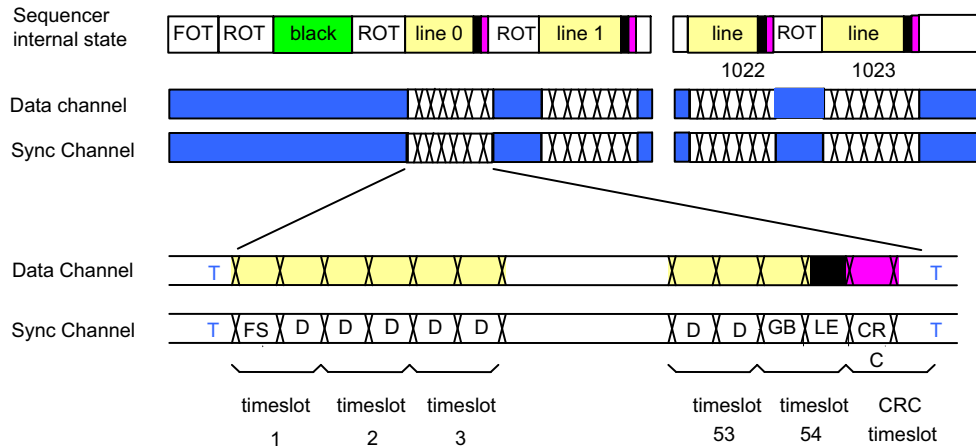 Sequencer
internal state
FOT ROT black ROT line 0 ROT line 1 line ROT line
1022 1023
Data channel
Sync Channel
Data Channel T T
Sync Channel T FS D D D D D D D GB LE CR T
C
timeslot timeslot timeslot timeslot timeslot CRC
1 2 3 53 54 timeslot